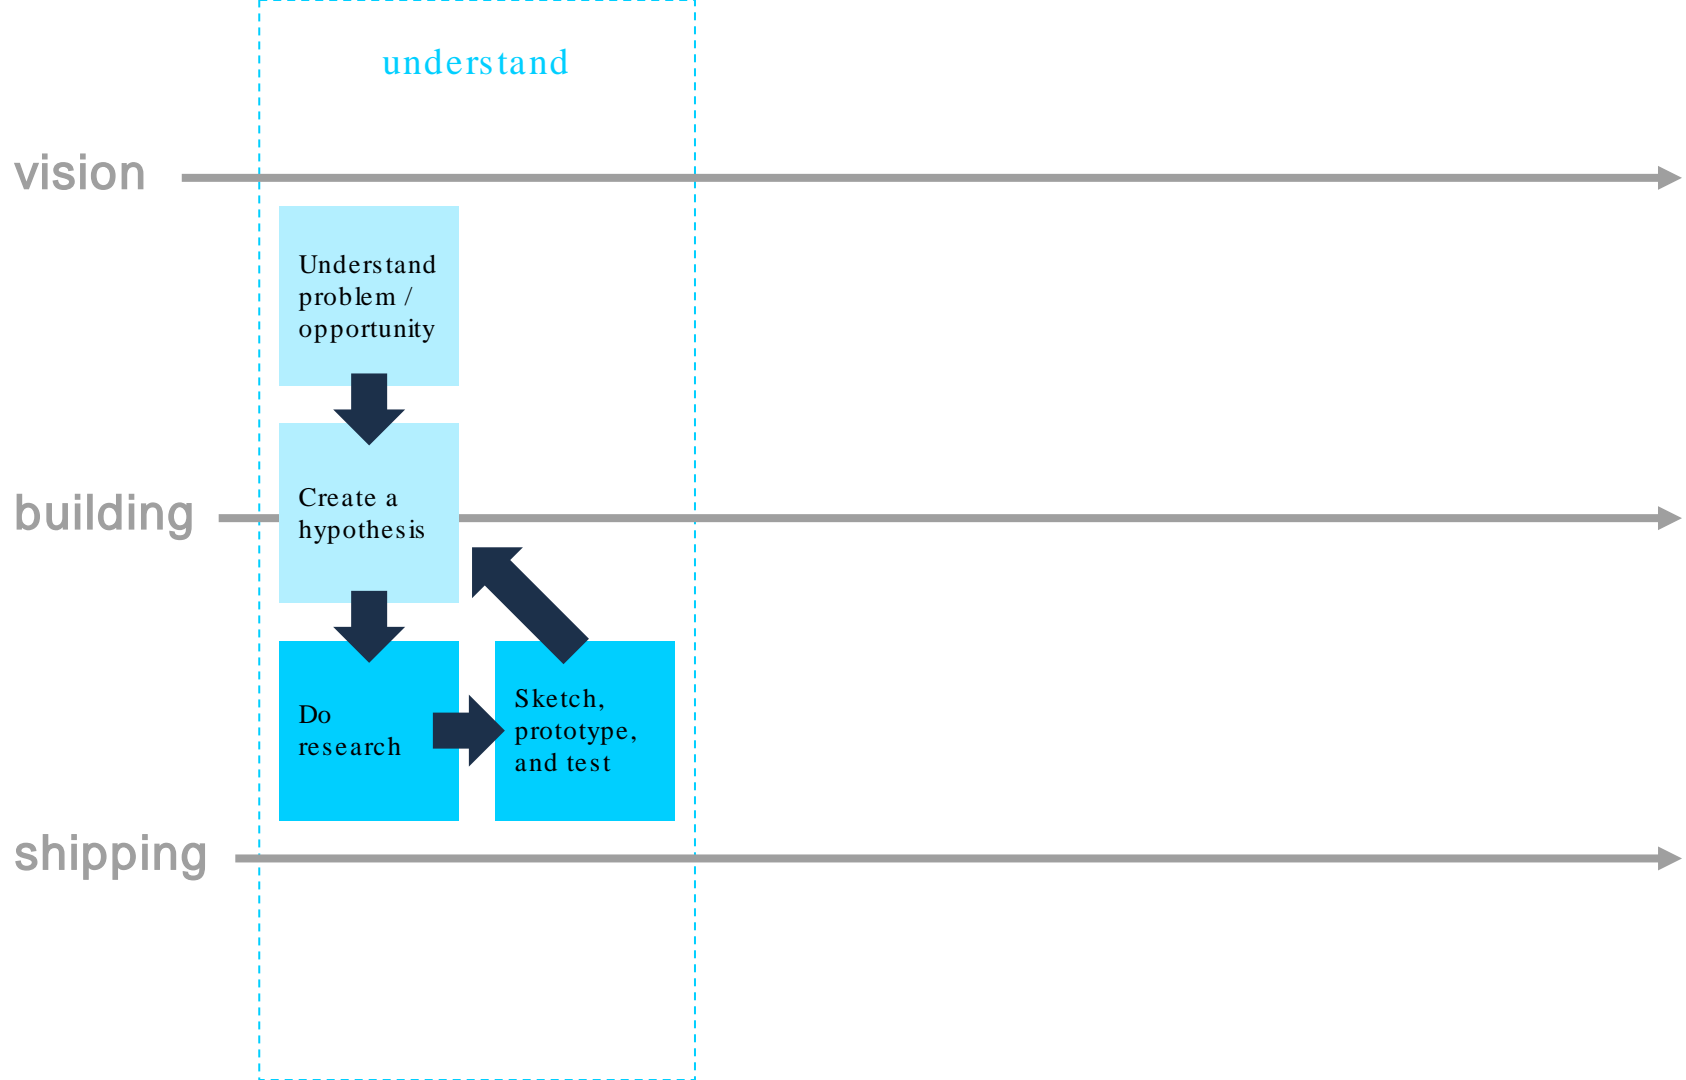 understand
vision
Understand
problem /
opportunity
building
Create a
hypothesis
Do
research
Sketch,
prototype,
and test
shipping